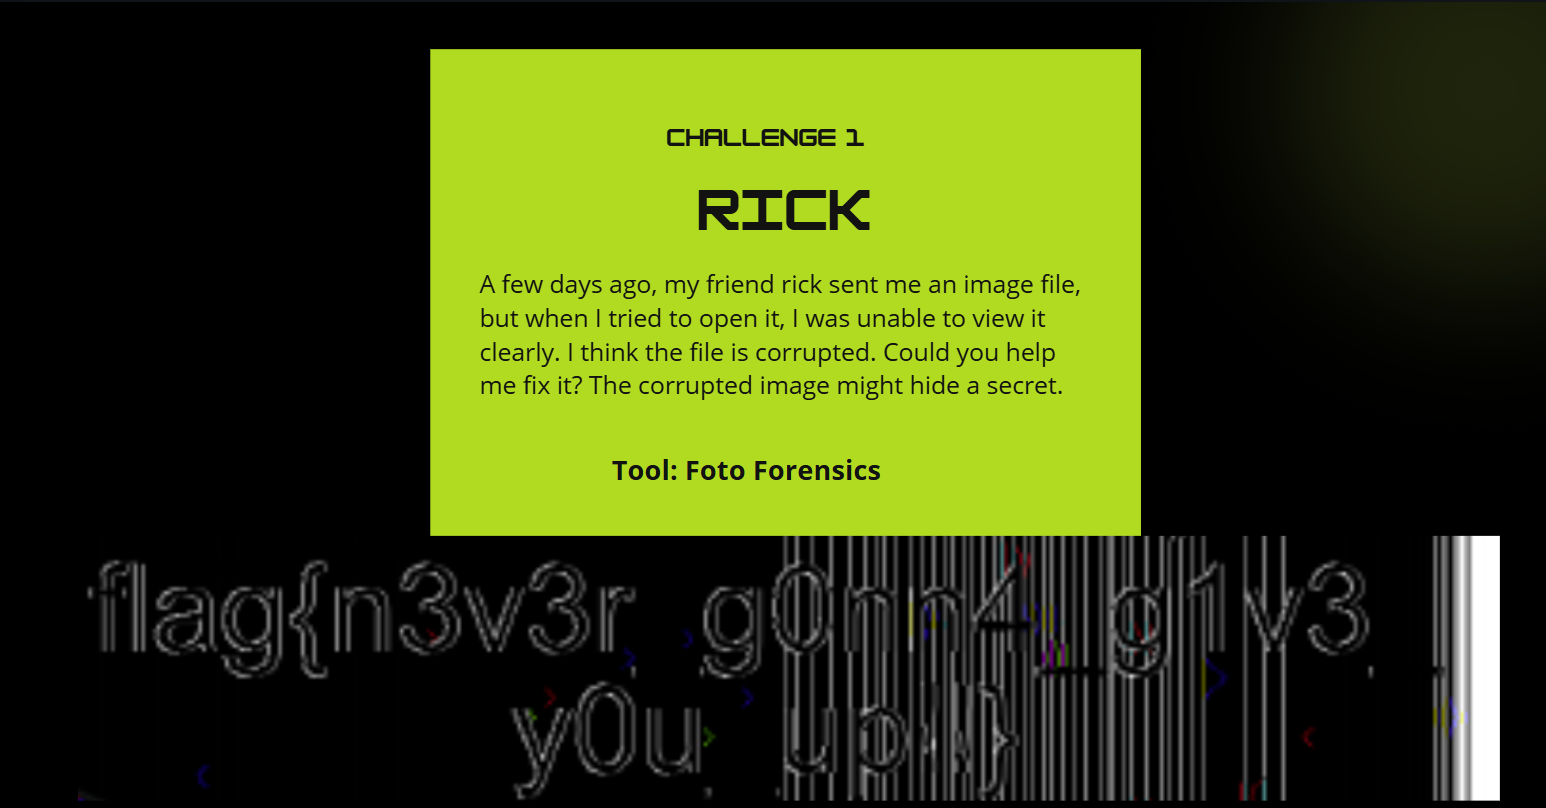 CHALLENGE 1
RICK
A few days ago, my friend rick sent me an image file,
but when I tried to open it, I was unable to view it
clearly. I think the file is corrupted. Could you help
me fix it? The corrupted image might hide a secret.
Tool: Foto Forensics
flag{n3v3r_g0nn4_g1v3_
y0u_up